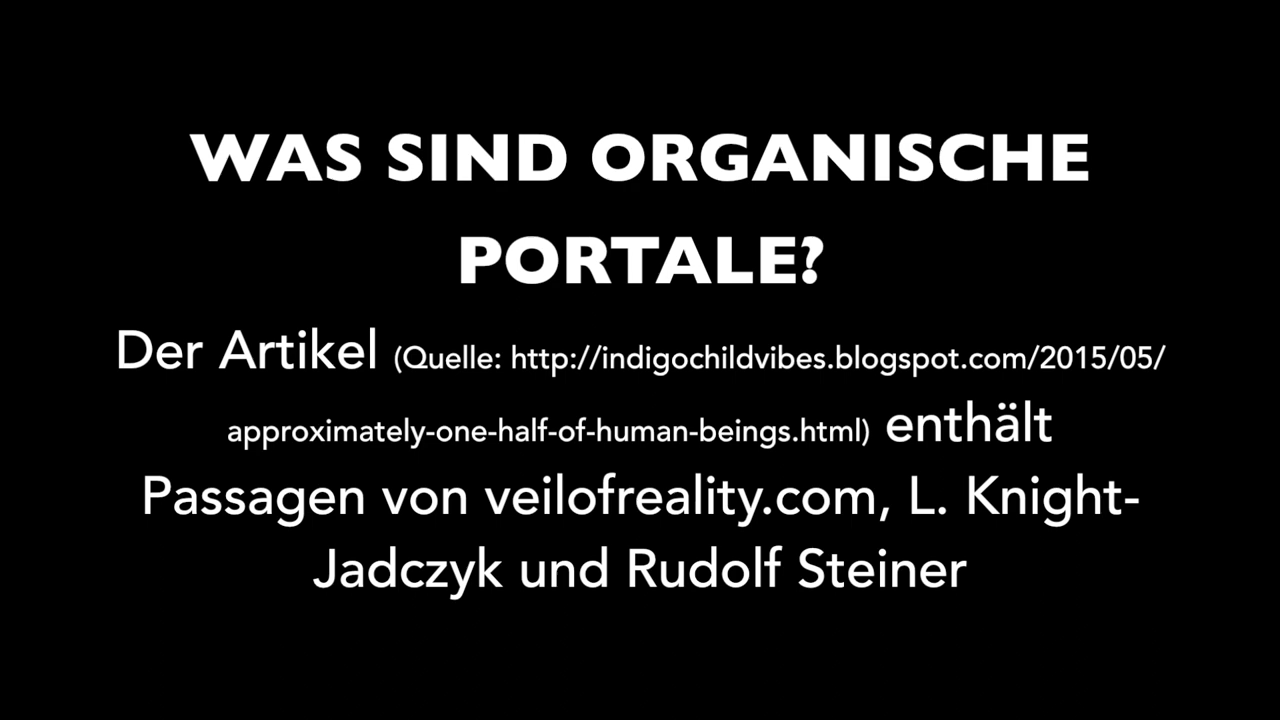 WAS SIND ORGANISCHE
PORTALE?
Der Artikel (Quelle: http://indigochildvibes.blogspot.com/2015/05/
approximately-one-half-of-human-beings.html) enthält
Passagen von veilofreality.com, L. Knight-
Jadczyk und Rudolf Steiner